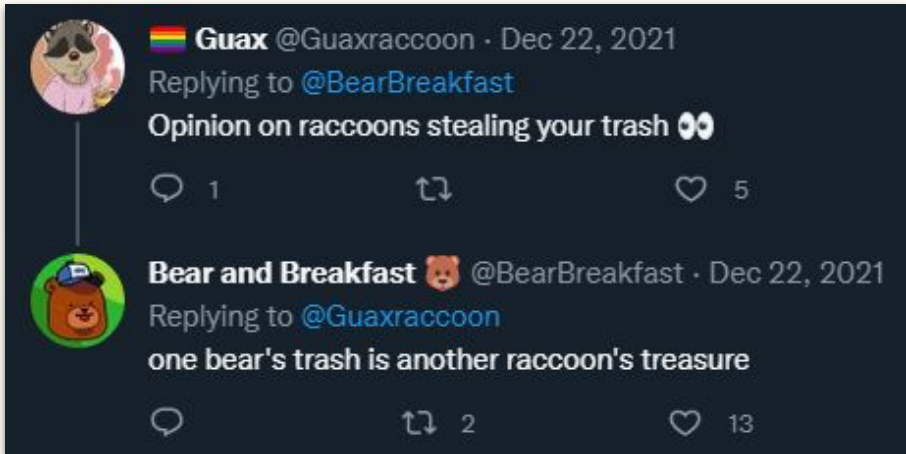 🏳️‍🌈 Guax @Guaxraccoon · Dec 22, 2021
Replying to @BearBreakfast
Opinion on raccoons stealing your trash 👀
1 5
Bear and Breakfast 🐻 @BearBreakfast · Dec 22, 2021
Replying to @Guaxraccoon
one bear's trash is another raccoon's treasure
2 13